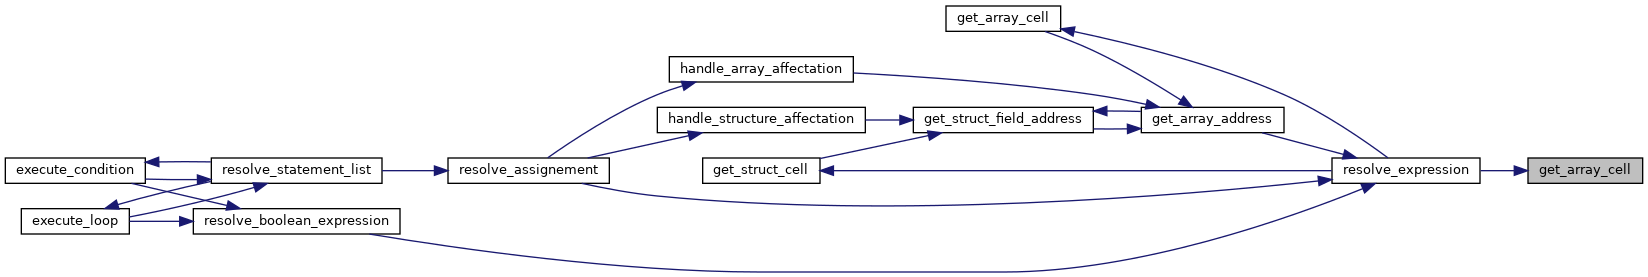 get_array_cell
handle_array_affectation
handle_structure_affectation
get_struct_field_address
get_array_address
execute_condition
resolve_statement_list
resolve_assignement
get_struct_cell
resolve_expression
get_array_cell
execute_loop
resolve_boolean_expression